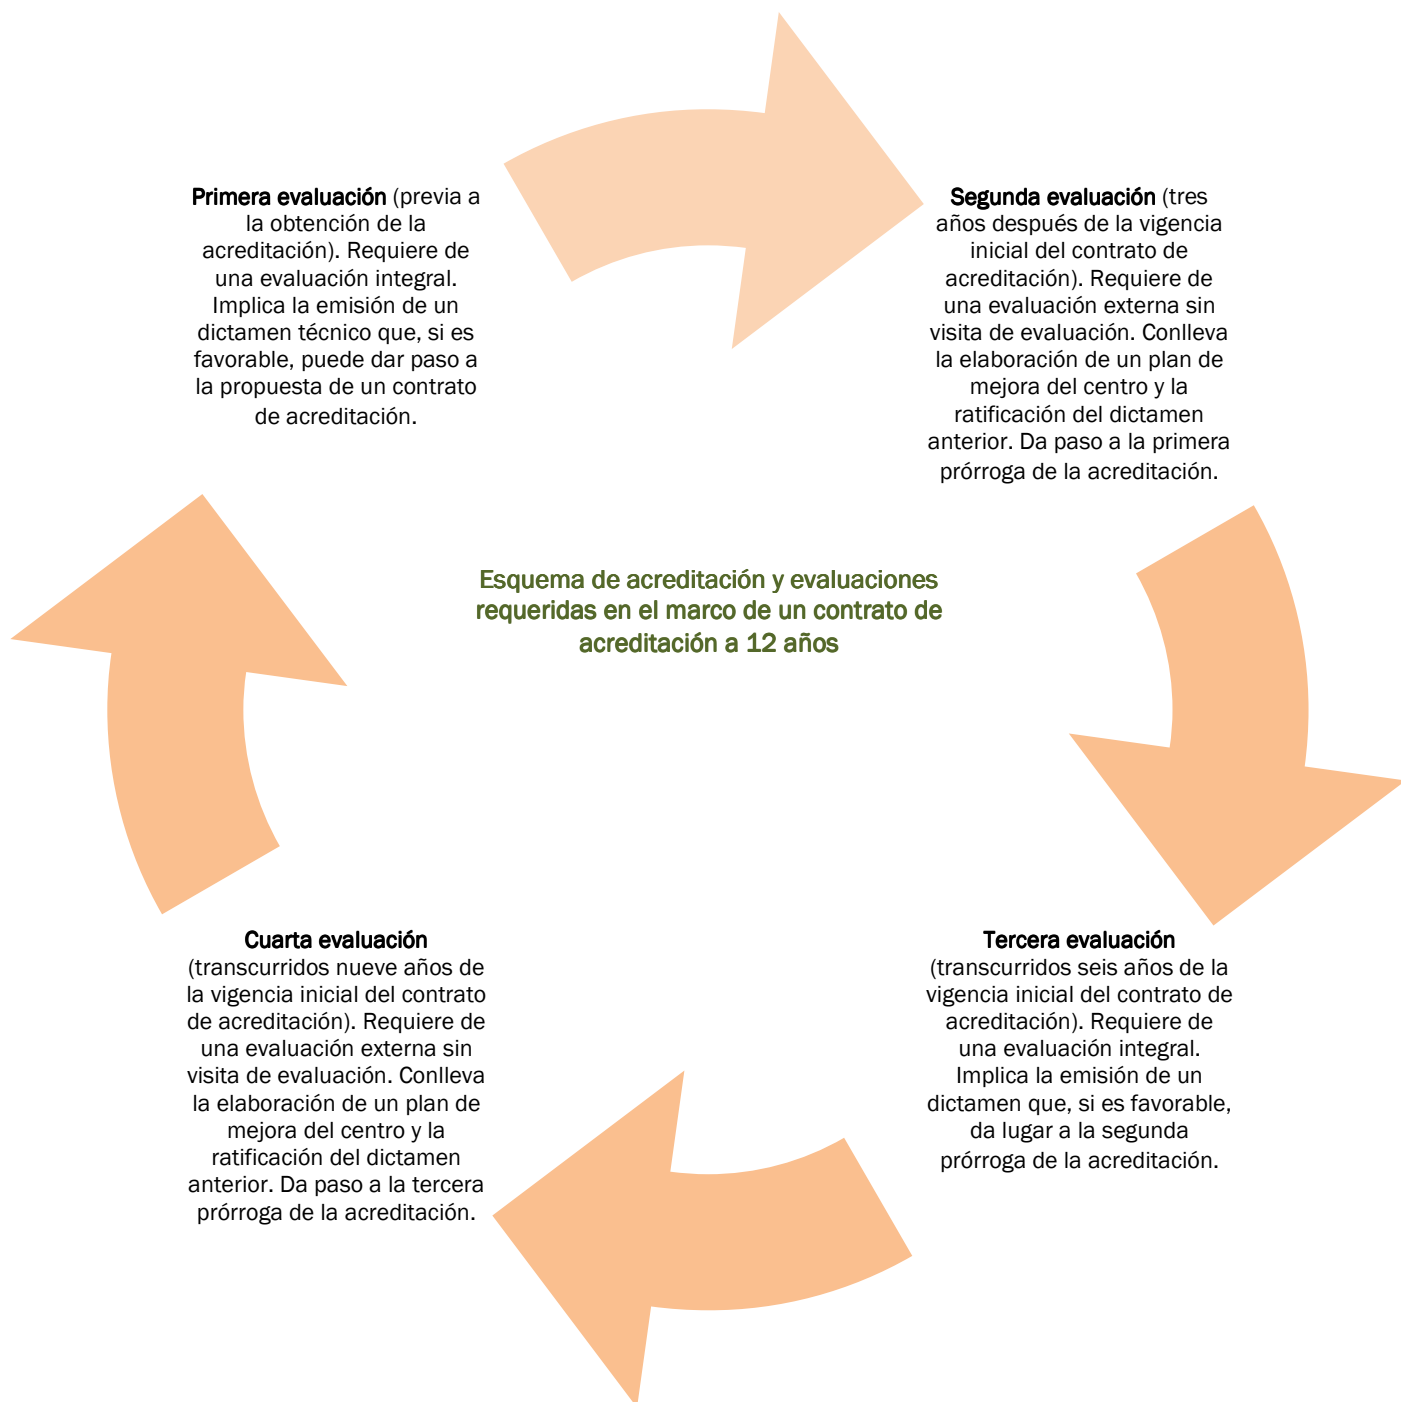 Primera evaluación (previa a
la obtención de la
acreditación). Requiere de
una evaluación integral.
Implica la emisión de un
dictamen técnico que, si es
favorable, puede dar paso a
la propuesta de un contrato
de acreditación.
Segunda evaluación (tres
años después de la vigencia
inicial del contrato de
acreditación). Requiere de
una evaluación externa sin
visita de evaluación. Conlleva
la elaboración de un plan de
mejora del centro y la
ratificación del dictamen
anterior. Da paso a la primera
prórroga de la acreditación.
Esquema de acreditación y evaluaciones
requeridas en el marco de un contrato de
acreditación a 12 años
Cuarta evaluación
(transcurridos nueve años de
la vigencia inicial del contrato
de acreditación). Requiere de
una evaluación externa sin
visita de evaluación. Conlleva
la elaboración de un plan de
mejora del centro y la
ratificación del dictamen
anterior. Da paso a la tercera
prórroga de la acreditación.
Tercera evaluación
(transcurridos seis años de la
vigencia inicial del contrato de
acreditación). Requiere de
una evaluación integral.
Implica la emisión de un
dictamen que, si es favorable,
da lugar a la segunda
prórroga de la acreditación.